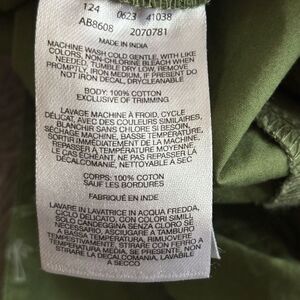 124 0623 41038
AB8608 2070781
MADE IN INDIA
MACHINE WASH COLD GENTLE, WITH LIKE
COLORS, NON-CHLORINE BLEACH WHEN
NEEDED, TUMBLE DRY LOW, REMOVE
PROMPTLY, IRON MEDIUM, IF PRESENT DO
NOT IRON DECAL, DRYCLEANABLE
BODY: 100% COTTON
EXCLUSIVE OF TRIMMING
LAVAGE MACHINE À FROID, CYCLE
DÉLICAT, AVEC DES COULEURS SIMILAIRES,
BLANCHIR SANS CHLORE SI BESOIN,
SÉCHAGE MACHINE, BASSE TEMPÉRATURE,
RETIRER IMMÉDIATEMENT DE LA MACHINE,
REPASSER À TEMPÉRATURE MOYENNE,
LE CAS ÉCHÉANT, NE PAS REPASSER LA
DÉCALCOMANIE, NETTOYABLE À SEC
CORPS: 100% COTON
SAUF LES BORDURES
FABRIQUÉ EN INDE
LAVARE IN LAVATRICE IN ACQUA FREDDA,
CICLO DELICATO, CON COLORI SIMILI,
USO CANDEGGINA SENZA CLORO SE
NECESSARIO, ASCIUGARE A TAMBURO
TEMPERATURA BASSA, RIMUOVERE
TEMPESTIVAMENTE, STIRARE CON FERRO A
TEMPERATURA MEDIA, SE PRESENTE, NON
STIRARE LA DECALCOMANIA, LAVABILE
A SECCO